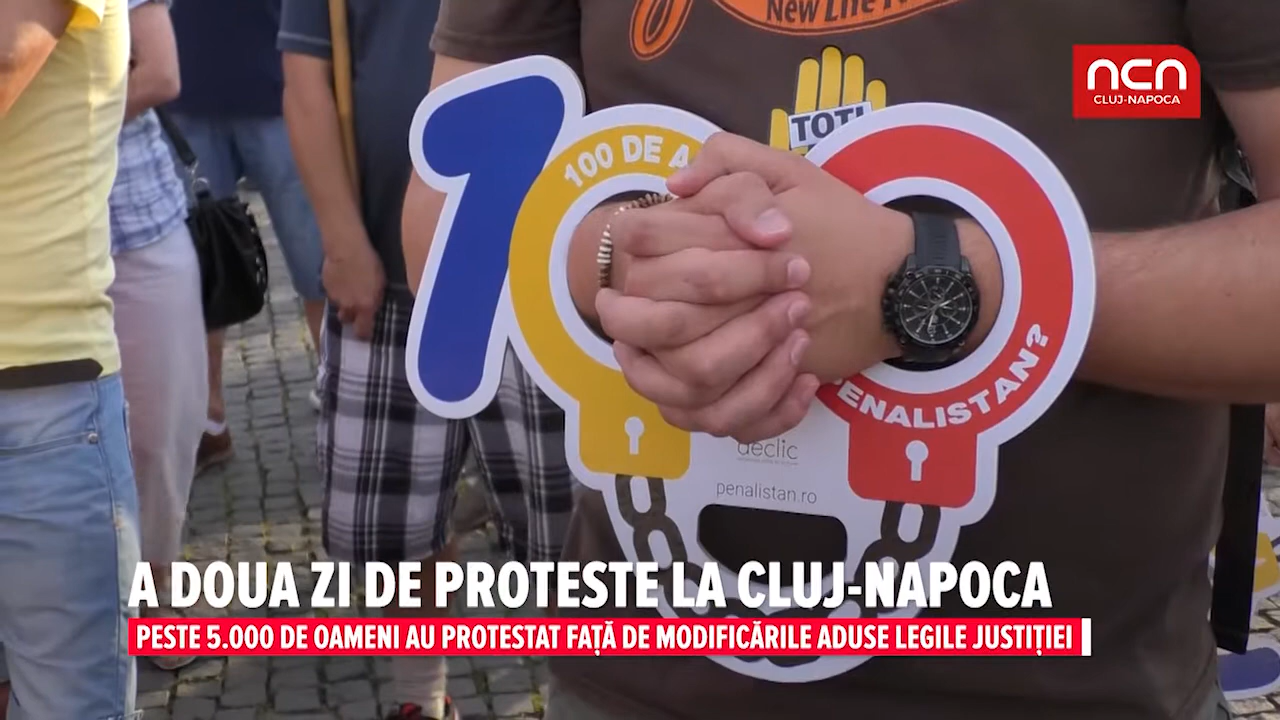 New Life
ncn
CLUJ-NAPOCA
TOȚI
100 DE
PENALISTAN?
declic
penalistan.ro
A DOUA ZI DE PROTESTE LA CLUJ-NAPOCA
PESTE 5.000 DE OAMENI AU PROTESTAT FAȚĂ DE MODIFICĂRILE ADUSE LEGILE JUSTIȚIEI